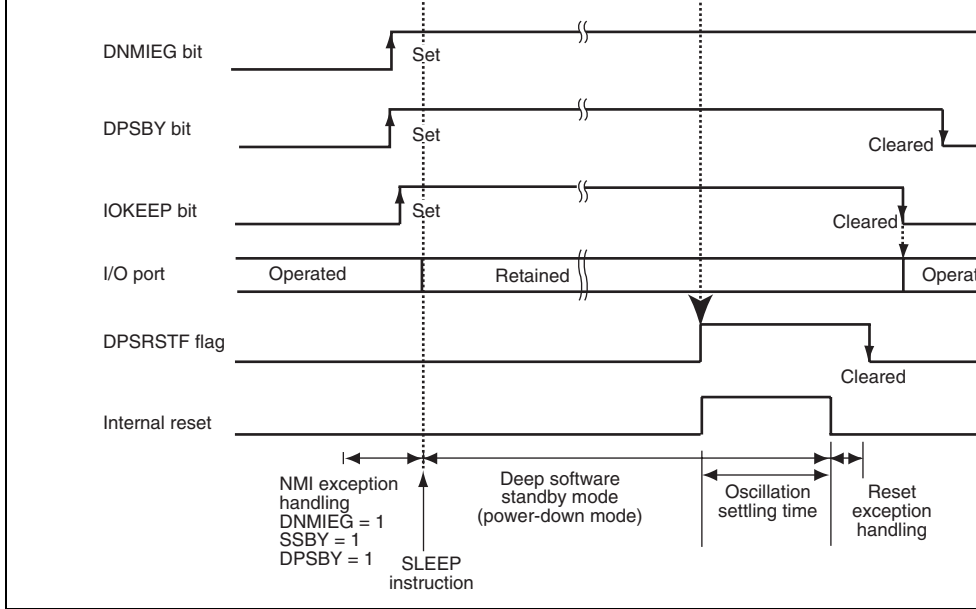 DNMIEG bit
Set
DPSBY bit
Set
Cleared
IOKEEP bit
Set
Cleared
I/O port
Operated
Retained
Operat
DPSRSTF flag
Cleared
Internal reset
NMI exception
handling
DNMIEG = 1
SSBY = 1
DPSBY = 1
SLEEP
instruction
Deep software
standby mode
(power-down mode)
Oscillation
settling time
Reset
exception
handling